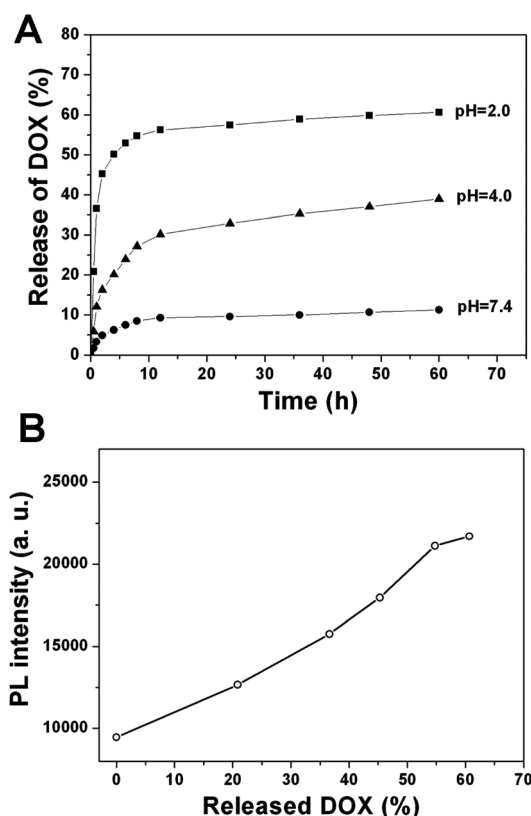 A
80
70
60
50
40
30
20
10
0
Release of DOX (%)
pH=2.0
pH=4.0
pH=7.4
0 10 20 30 40 50 60 70
Time (h)
B
25000
20000
15000
10000
PL intensity (a. u.)
0 10 20 30 40 50 60 70
Released DOX (%)